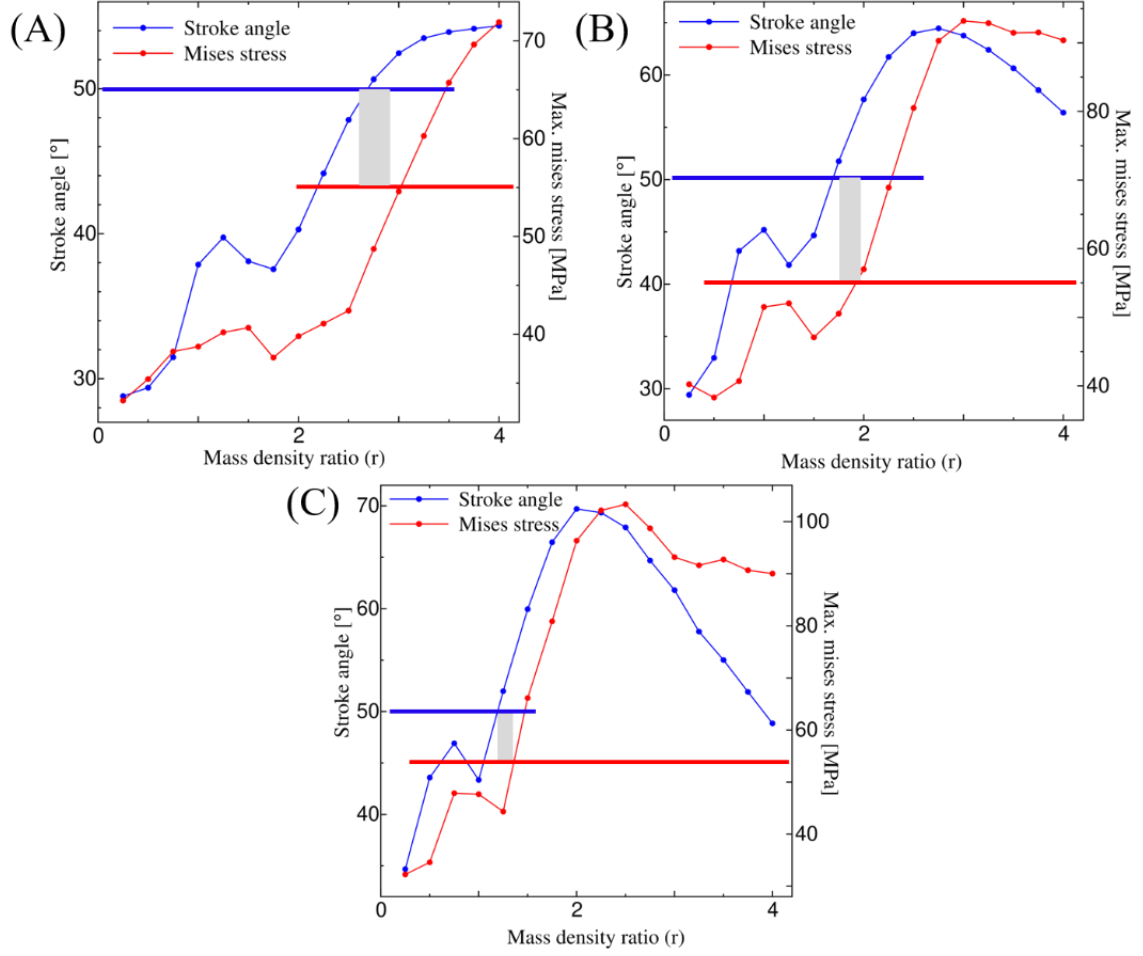 (A)
Stroke angle
Mises stress
70
60
50
40
50
40
30
Stroke angle [°]
Max. mises stress [MPa]
0
2
4
Mass density ratio (r)
(B)
Stroke angle
Mises stress
60
50
40
30
80
60
40
Stroke angle [°]
Max. mises stress [MPa]
0
2
4
Mass density ratio (r)
(C)
Stroke angle
Mises stress
70
60
50
40
100
80
60
40
Stroke angle [°]
Max. mises stress [MPa]
0
2
4
Mass density ratio (r)